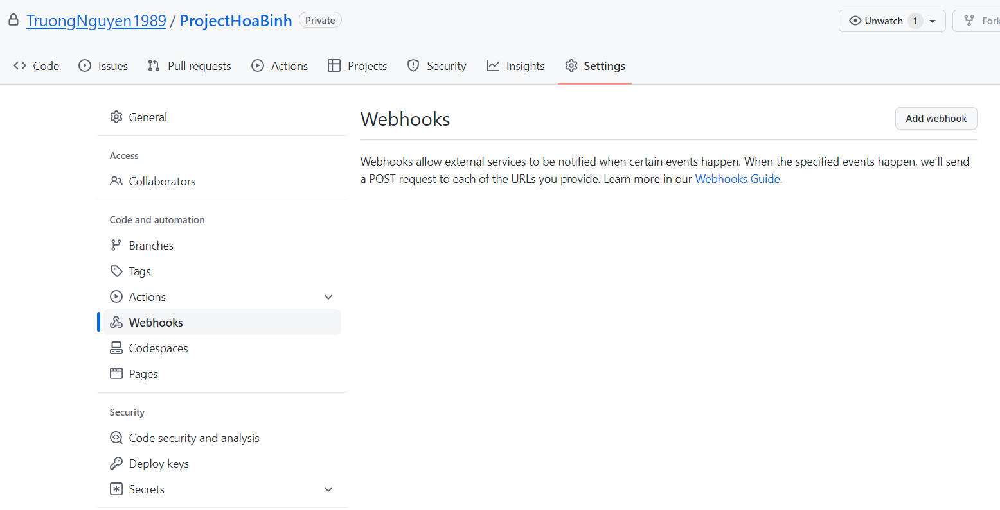 TruongNguyen1989 / ProjectHoaBinh Private
Unwatch 1
Fork
Code Issues Pull requests Actions Projects Security Insights Settings
General
Access
Collaborators
Code and automation
Branches
Tags
Actions
Webhooks
Codespaces
Pages
Security
Code security and analysis
Deploy keys
Secrets
Webhooks
Add webhook
Webhooks allow external services to be notified when certain events happen. When the specified events happen, we’ll send
a POST request to each of the URLs you provide. Learn more in our Webhooks Guide.